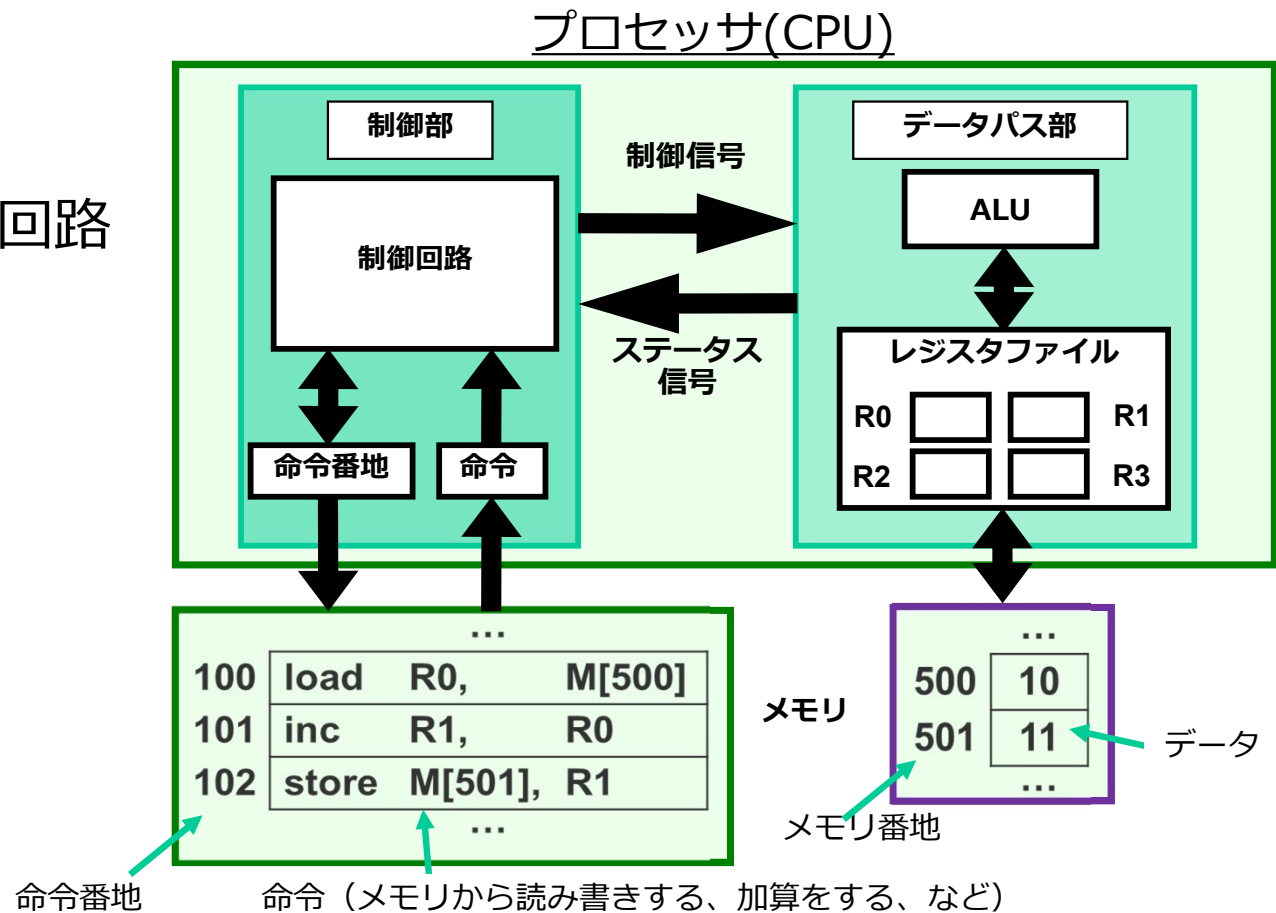 プロセッサ(CPU)
回路
制御部
制御回路
命令番地
命令
制御信号
ステータス
信号
データパス部
ALU
レジスタファイル
R0 R1
R2 R3
…
100 load R0, M[500]
101 inc R1, R0
102 store M[501], R1
…
メモリ
…
500 10
501 11
…
データ
メモリ番地
命令番地
命令（メモリから読み書きする、加算をする、など）